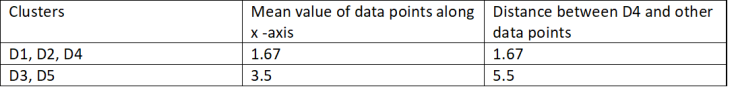 Clusters
Mean value of data points along
x -axis
Distance between D4 and other
data points
D1, D2, D4
1.67
1.67
D3, D5
3.5
5.5